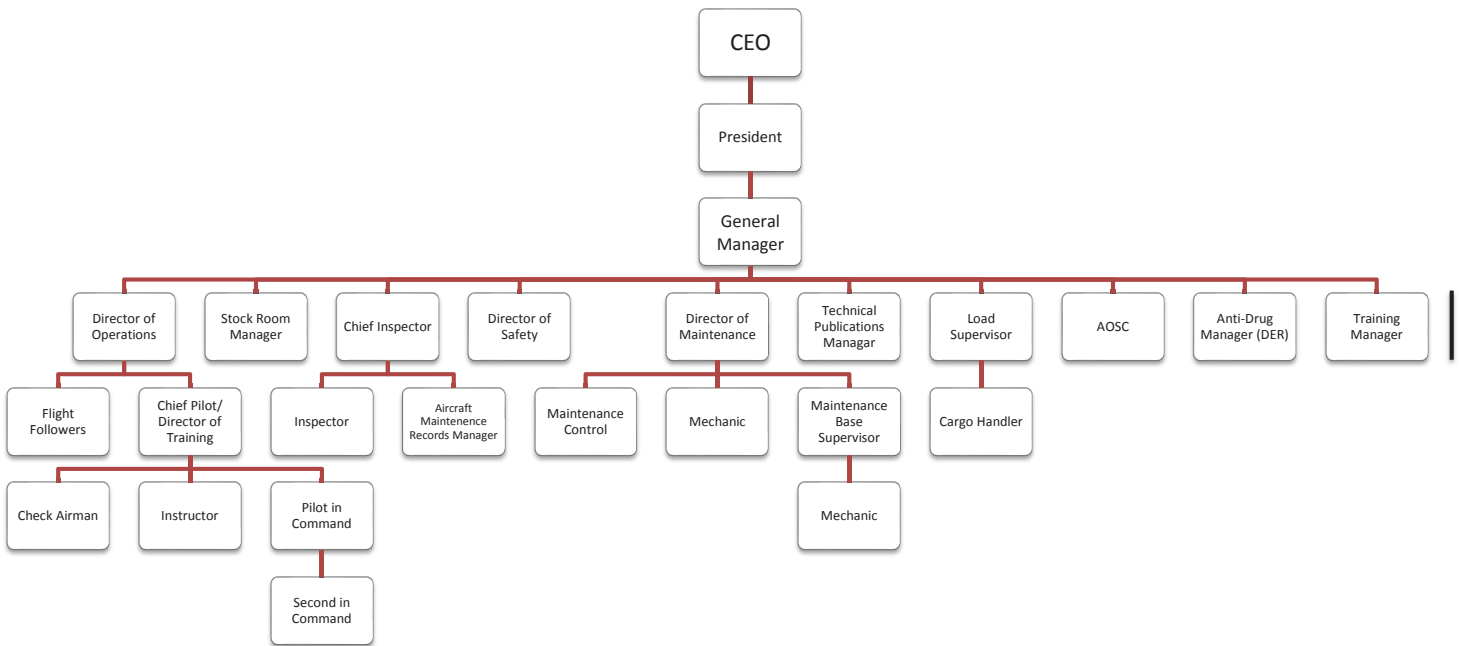 CEO
President
General
Manager
Director of
Operations
Stock Room
Manager
Chief Inspector
Director of
Safety
Director of
Maintenance
Technical
Publications
Managar
Load
Supervisor
AOSC
Anti-Drug
Manager (DER)
Training
Manager
Flight
Followers
Chief Pilot/
Director of
Training
Inspector
Aircraft
Maintenence
Records Manager
Maintenance
Control
Mechanic
Maintenance
Base
Supervisor
Cargo Handler
Check Airman
Instructor
Pilot in
Command
Mechanic
Second in
Command